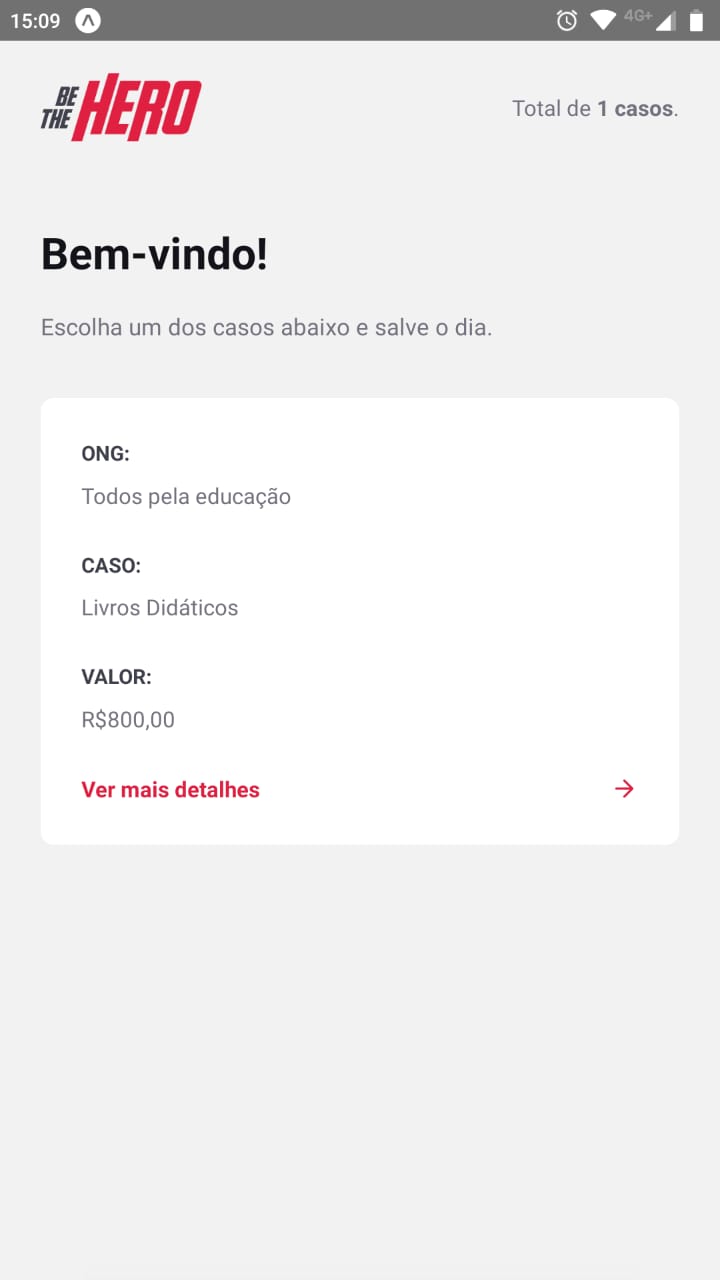 15:09
4G+
BE
THE HERO
Total de 1 casos.
Bem-vindo!
Escolha um dos casos abaixo e salve o dia.
ONG:
Todos pela educação
CASO:
Livros Didáticos
VALOR:
R$800,00
Ver mais detalhes